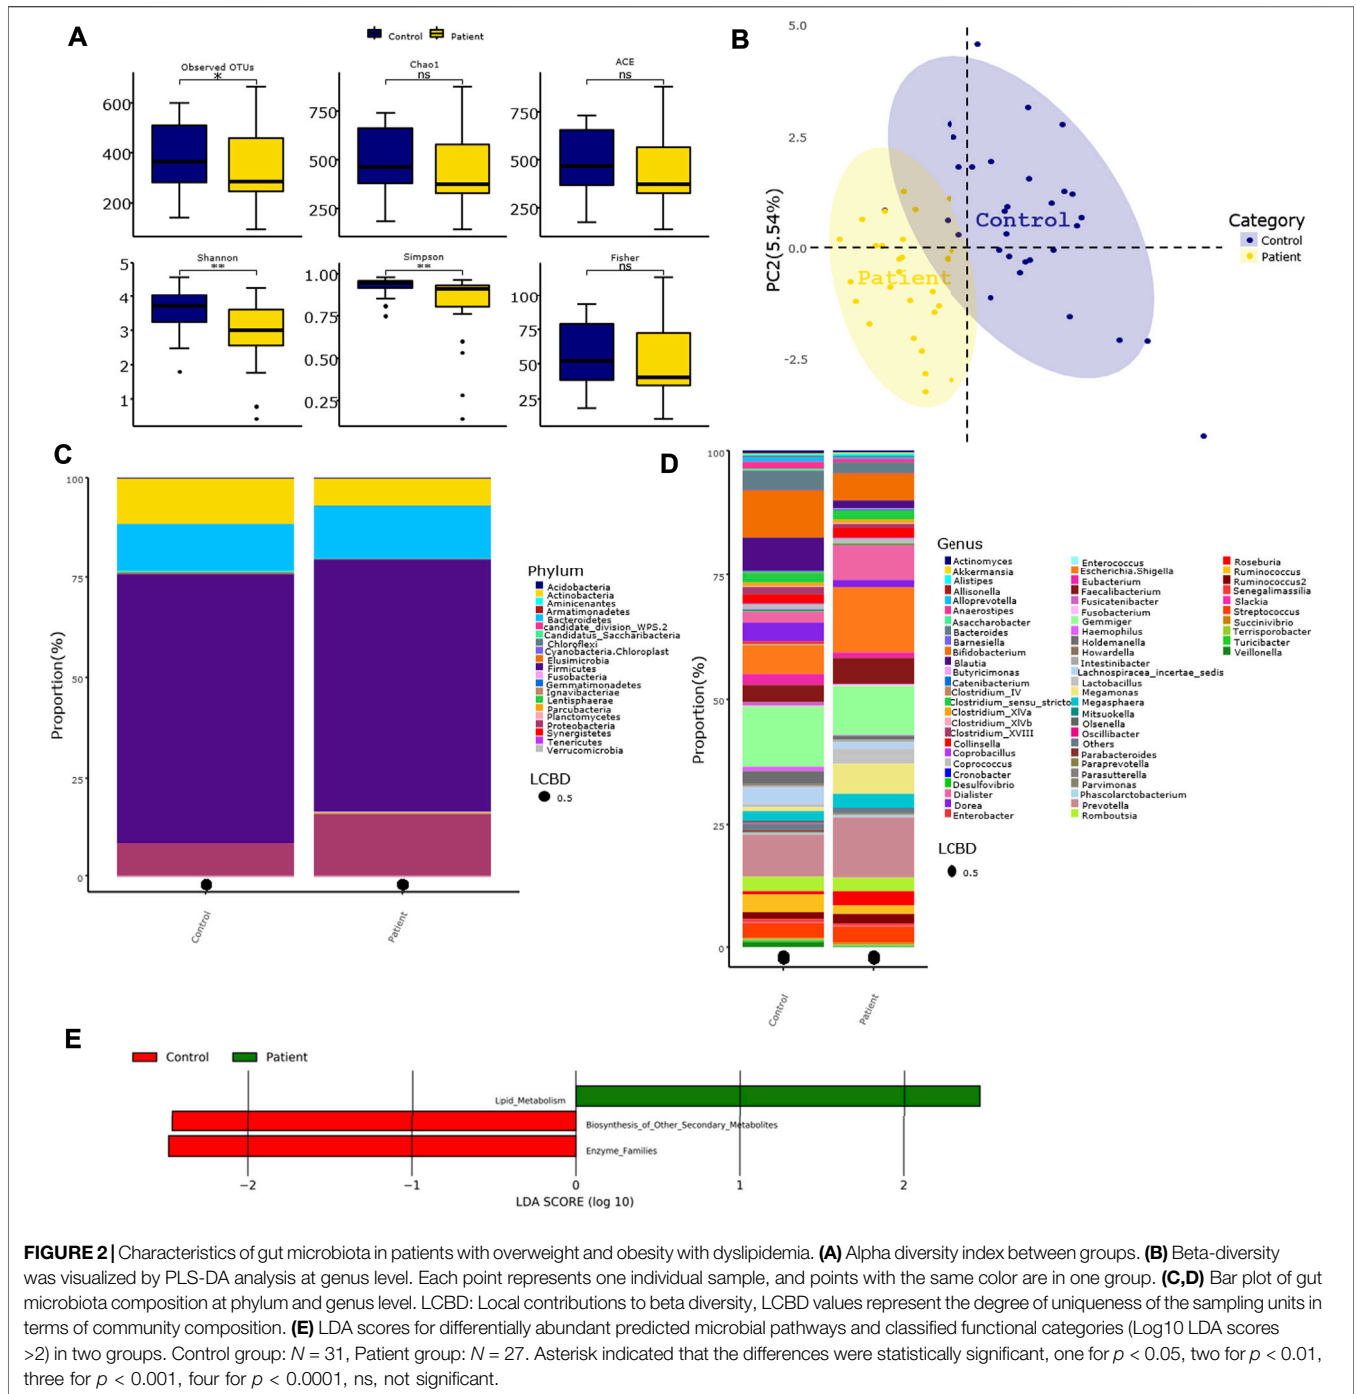 A
Control Patient
Observed OTUs
*
600
400
200
Chao1
ns
750
500
250
ACE
ns
750
500
250
Shannon
**
5
4
3
2
1
Simpson
**
1.00
0.75
0.50
0.25
Fisher
ns
100
75
50
25
B
5.0
2.5
0.0
-2.5
PC2(5.54%)
Control
Patient
Category
Control
Patient
C
100
75
50
25
0
Proportion(%)
Control
Patient
Phylum
Acidobacteria
Actinobacteria
Aminicenantes
Armatimonadetes
Bacteroidetes
candidate_division_WPS.2
Candidatus_Saccharibacteria
Chloroflexi
Cyanobacteria.Chloroplast
Elusimicrobia
Firmicutes
Fusobacteria
Gemmatimonadetes
Ignavibacteriae
Lentisphaerae
Parcubacteria
Planctomycetes
Proteobacteria
Synergistetes
Tenericutes
Verrucomicrobia
LCBD
0.5
D
100
75
50
25
0
Proportion(%)
Control
Patient
Genus
Actinomyces
Akkermansia
Alistipes
Allisonella
Alloprevotella
Anaerostipes
Asaccharobacter
Bacteroides
Barnesiella
Bifidobacterium
Blautia
Butyricimonas
Catenibacterium
Clostridium_IV
Clostridium_sensu_stricto
Clostridium_XlVa
Clostridium_XlVb
Clostridium_XVIII
Collinsella
Coprobacillus
Coprococcus
Cronobacter
Desulfovibrio
Dialister
Dorea
Enterobacter
Enterococcus
Escherichia.Shigella
Eubacterium
Faecalibacterium
Fusicatenibacter
Fusobacterium
Gemmiger
Haemophilus
Holdemanella
Howardella
Intestinibacter
Lachnospiracea_incertae_sedis
Lactobacillus
Megamonas
Megasphaera
Mitsuokella
Olsenella
Oscillibacter
Others
Parabacteroides
Paraprevotella
Parasutterella
Parvimonas
Phascolarctobacterium
Prevotella
Romboutsia
Roseburia
Ruminococcus
Ruminococcus2
Senegalimassilia
Slackia
Streptococcus
Succinivibrio
Terrisporobacter
Turicibacter
Veillonella
LCBD
0.5
E
Control Patient
Lipid_Metabolism
Biosynthesis_of_Other_Secondary_Metabolites
Enzyme_Families
−2 −1 0 1 2
LDA SCORE (log 10)
FIGURE 2 | Characteristics of gut microbiota in patients with overweight and obesity with dyslipidemia. (A) Alpha diversity index between groups. (B) Beta-diversity
was visualized by PLS-DA analysis at genus level. Each point represents one individual sample, and points with the same color are in one group. (C,D) Bar plot of gut
microbiota composition at phylum and genus level. LCBD: Local contributions to beta diversity, LCBD values represent the degree of uniqueness of the sampling units in
terms of community composition. (E) LDA scores for differentially abundant predicted microbial pathways and classified functional categories (Log10 LDA scores
>2) in two groups. Control group: N = 31, Patient group: N = 27. Asterisk indicated that the differences were statistically significant, one for p < 0.05, two for p < 0.01,
three for p < 0.001, four for p < 0.0001, ns, not significant.